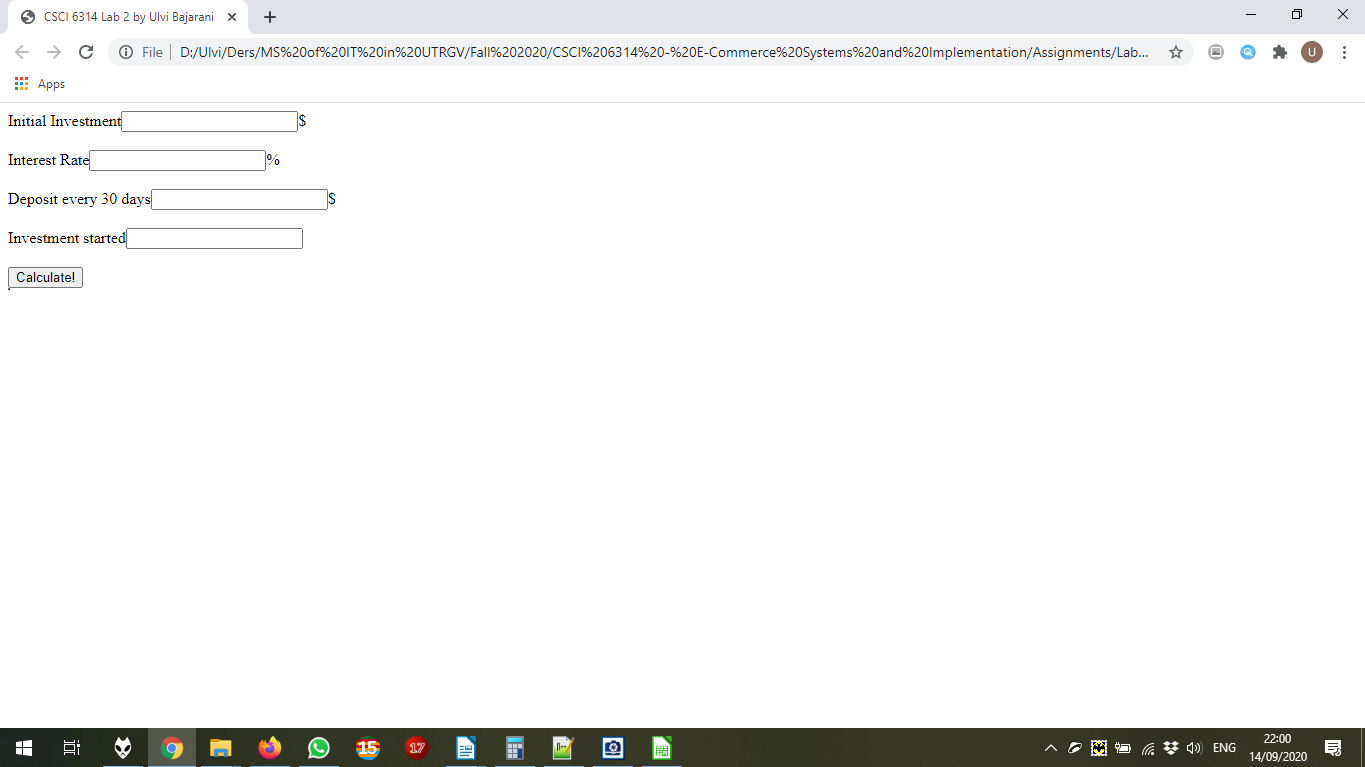 CSCI 6314 Lab 2 by Ulvi Bajarani
File D:/Ulvi/Ders/MS%20of%20IT%20in%20UTRGV/Fall%202020/CSCI%206314%20-%20E-Commerce%20Systems%20and%20Implementation/Assignments/Lab...
U
Apps
Initial Investment $
Interest Rate %
Deposit every 30 days $
Investment started
Calculate!
15
17
ENG
22:00
14/09/2020